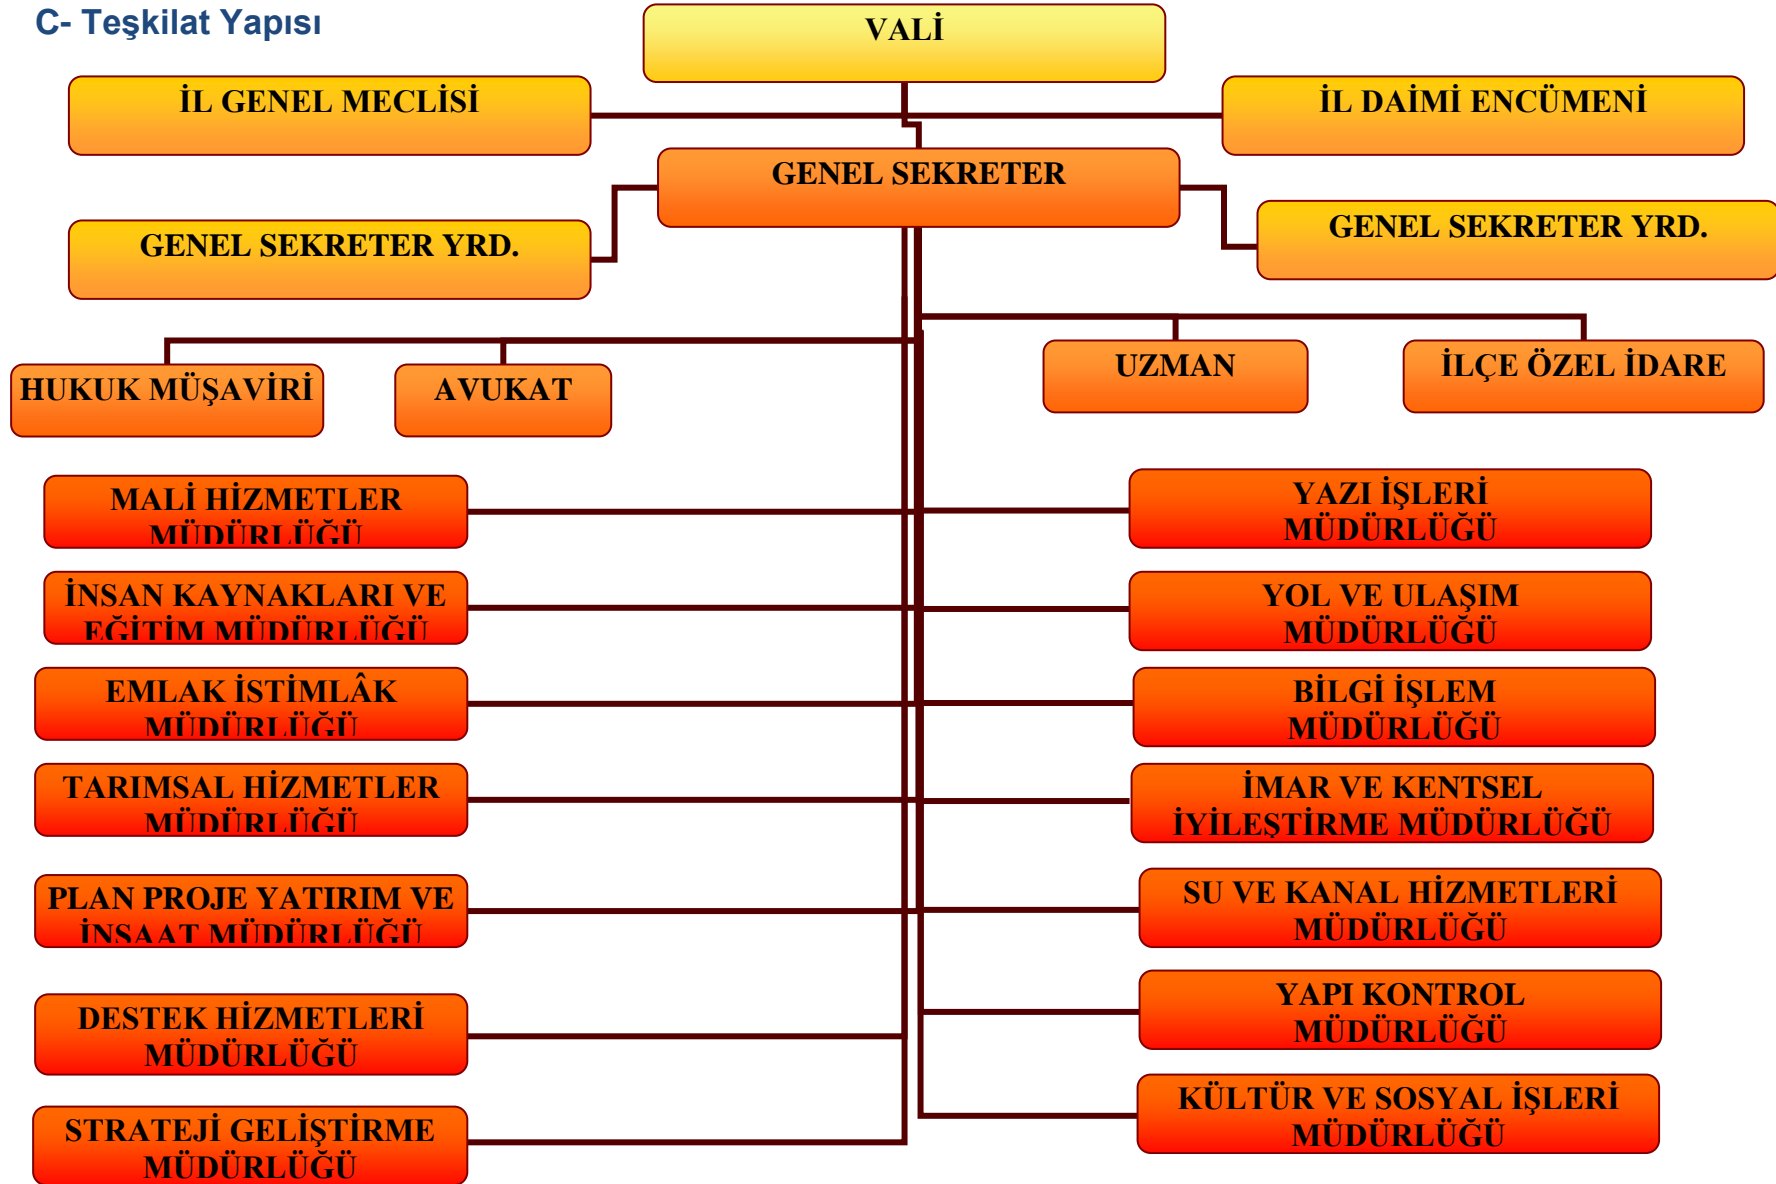 C- Teşkilat Yapısı
VALİ
İL GENEL MECLİSİ
İL DAİMİ ENCÜMENİ
GENEL SEKRETER
GENEL SEKRETER YRD.
GENEL SEKRETER YRD.
HUKUK MÜŞAVİRİ
AVUKAT
UZMAN
İLÇE ÖZEL İDARE
MALİ HİZMETLER
MÜDÜRLÜĞÜ
YAZI İŞLERİ
MÜDÜRLÜĞÜ
İNSAN KAYNAKLARI VE
EĞİTİM MÜDÜRLÜĞÜ
YOL VE ULAŞIM
MÜDÜRLÜĞÜ
EMLAK İSTİMLÂK
MÜDÜRLÜĞÜ
BİLGİ İŞLEM
MÜDÜRLÜĞÜ
TARIMSAL HİZMETLER
MÜDÜRLÜĞÜ
İMAR VE KENTSEL
İYİLEŞTİRME MÜDÜRLÜĞÜ
PLAN PROJE YATIRIM VE
İNŞAAT MÜDÜRLÜĞÜ
SU VE KANAL HİZMETLERİ
MÜDÜRLÜĞÜ
DESTEK HİZMETLERİ
MÜDÜRLÜĞÜ
YAPI KONTROL
MÜDÜRLÜĞÜ
STRATEJİ GELİŞTİRME
MÜDÜRLÜĞÜ
KÜLTÜR VE SOSYAL İŞLERİ
MÜDÜRLÜĞÜ